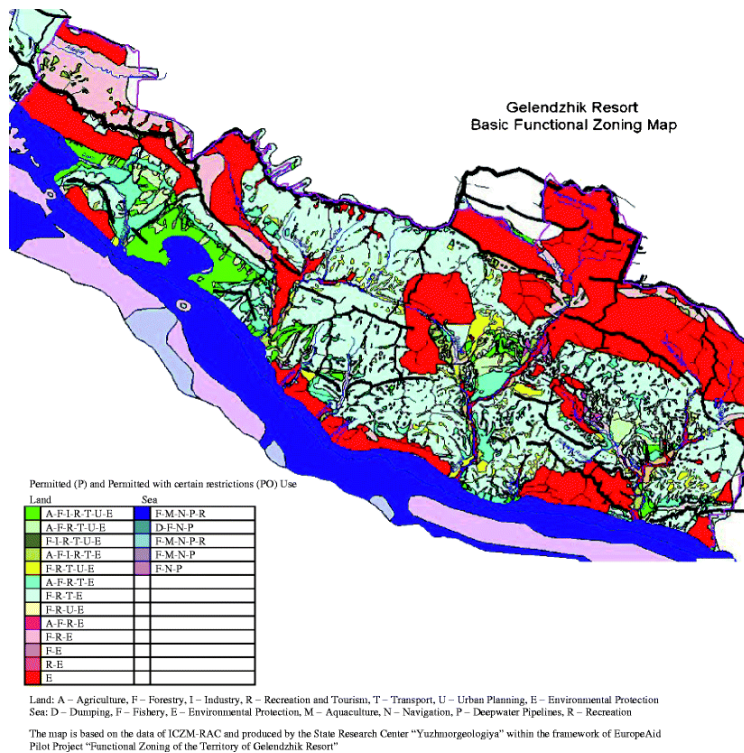 Gelendzhik Resort
Basic Functional Zoning Map
Permitted (P) and Permitted with certain restrictions (PO) Use
Land Sea
A-F-I-R-T-U-E F-M-N-P-R
A-F-R-T-U-E D-F-N-P
F-I-R-T-U-E F-M-N-P-R
A-F-I-R-T-E F-M-N-P
F-R-T-U-E F-N-P
A-F-R-T-E
F-R-T-E
F-R-U-E
A-F-R-E
F-R-E
F-E
R-E
E
Land: A – Agriculture, F – Forestry, I – Industry, R – Recreation and Tourism, T – Transport, U – Urban Planning, E – Environmental Protection
Sea: D – Dumping, F – Fishery, E – Environmental Protection, M – Aquaculture, N – Navigation, P – Deepwater Pipelines, R – Recreation
The map is based on the data of ICZM-RAC and produced by the State Research Center “Yuzhmorgeologiya” within the framework of EuropeAid
Pilot Project “Functional Zoning of the Territory of Gelendzhik Resort”